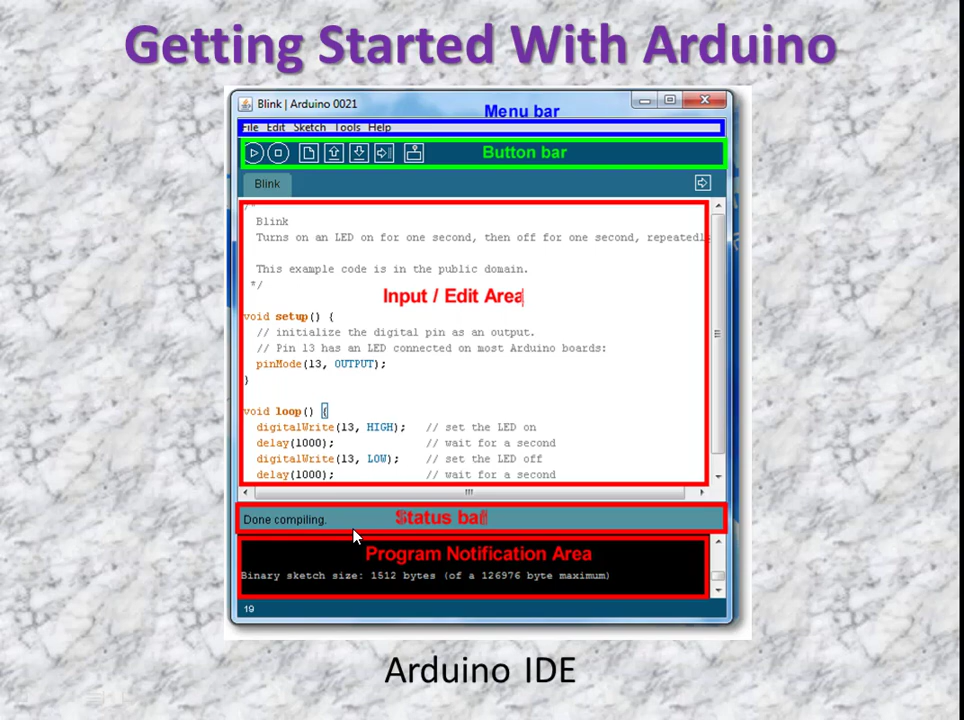 Getting Started With Arduino
Blink | Arduino 0021
Menu bar
File Edit Sketch Tools Help
Button bar
Blink
/*
Blink
Turns on an LED on for one second, then off for one second, repeatedl
This example code is in the public domain.
*/
Input / Edit Area
void setup() {
// initialize the digital pin as an output.
// Pin 13 has an LED connected on most Arduino boards:
pinMode(13, OUTPUT);
}
void loop() {
digitalWrite(13, HIGH); // set the LED on
delay(1000); // wait for a second
digitalWrite(13, LOW); // set the LED off
delay(1000); // wait for a second
Done compiling. Status bar
Program Notification Area
Binary sketch size: 1512 bytes (of a 126976 byte maximum)
19
Arduino IDE